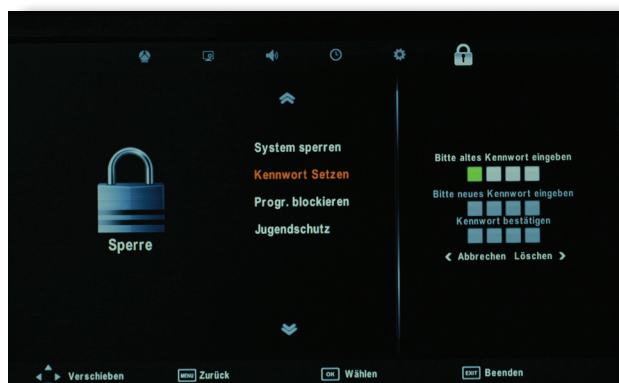 System sperren
Kennwort Setzen
Progr. blockieren
Jugendschutz
Sperre
Bitte altes Kennwort eingeben
Bitte neues Kennwort eingeben
Kennwort bestätigen
Abbrechen Löschen
Verschieben
MENU Zurück
OK Wählen
EXIT Beenden